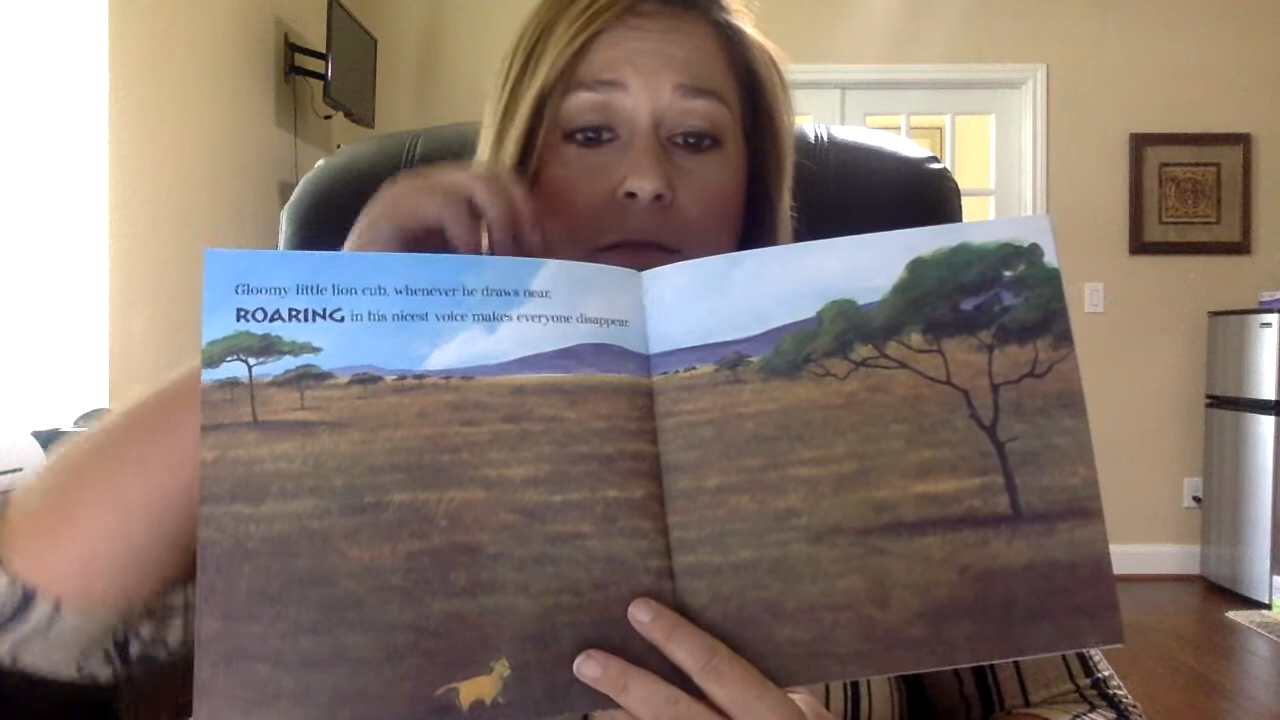 Gloomy little lion cub, whenever he draws near,
ROARING in his nicest voice makes everyone disappear.